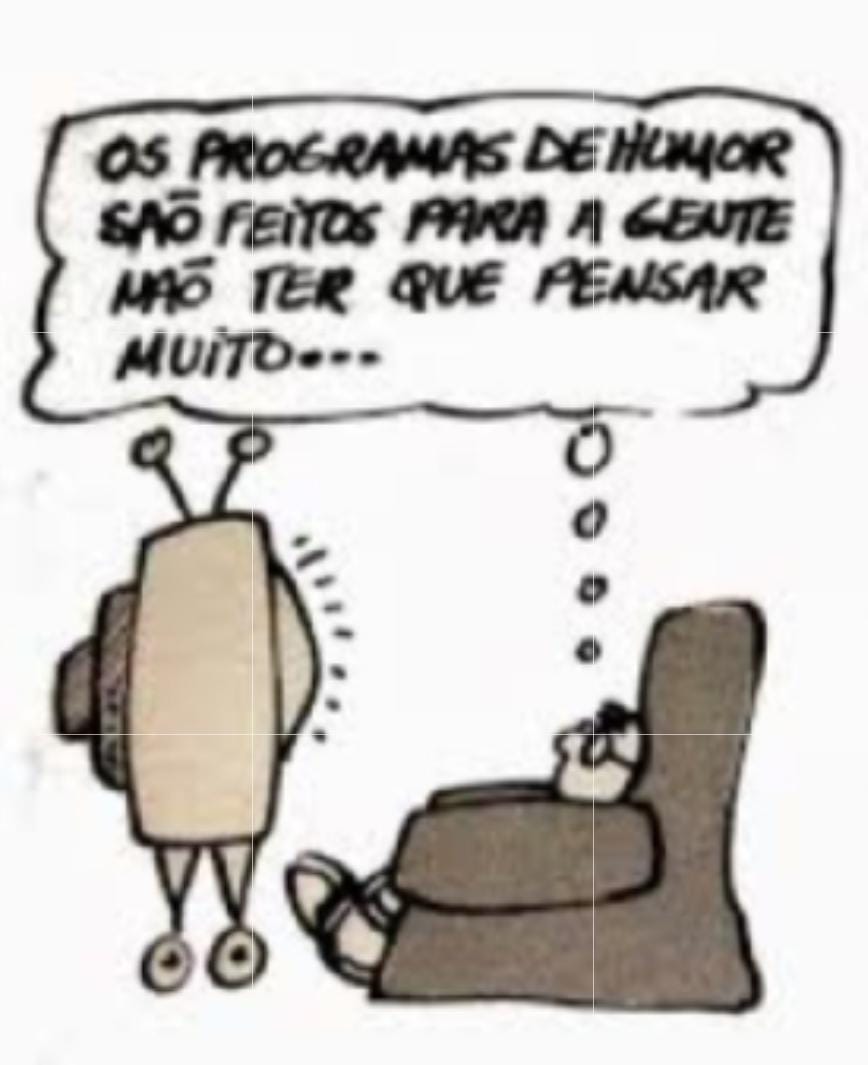 OS PROGRAMAS DE HUMOR
SÃO FEITOS PARA A GENTE
NÃO TER QUE PENSAR
MUITO...